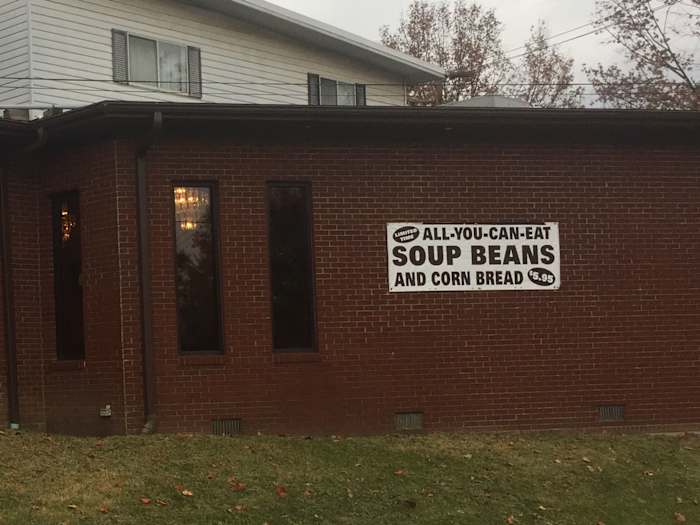 LIMITED TIME
ALL-YOU-CAN-EAT
SOUP BEANS
AND CORN BREAD $5.95